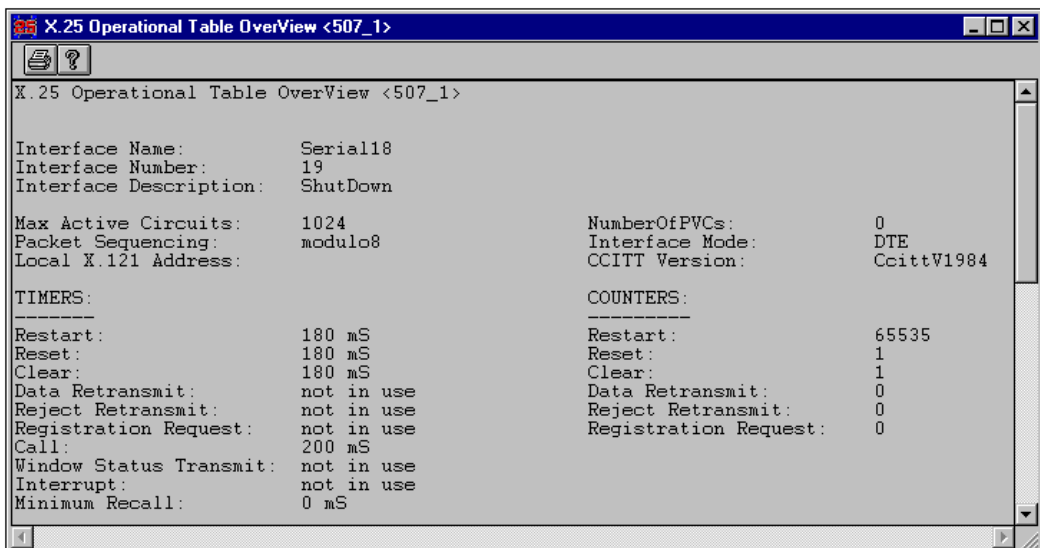 X.25 Operational Table OverView <507_1>
X.25 Operational Table OverView <507_1>
Interface Name: Serial18
Interface Number: 19
Interface Description: ShutDown
Max Active Circuits: 1024 NumberOfPVCs: 0
Packet Sequencing: modulo8 Interface Mode: DTE
Local X.121 Address: CCITT Version: CcittV1984
TIMERS: COUNTERS:
------- ---------
Restart: 180 mS Restart: 65535
Reset: 180 mS Reset: 1
Clear: 180 mS Clear: 1
Data Retransmit: not in use Data Retransmit: 0
Reject Retransmit: not in use Reject Retransmit: 0
Registration Request: not in use Registration Request: 0
Call: 200 mS
Window Status Transmit: not in use
Interrupt: not in use
Minimum Recall: 0 mS